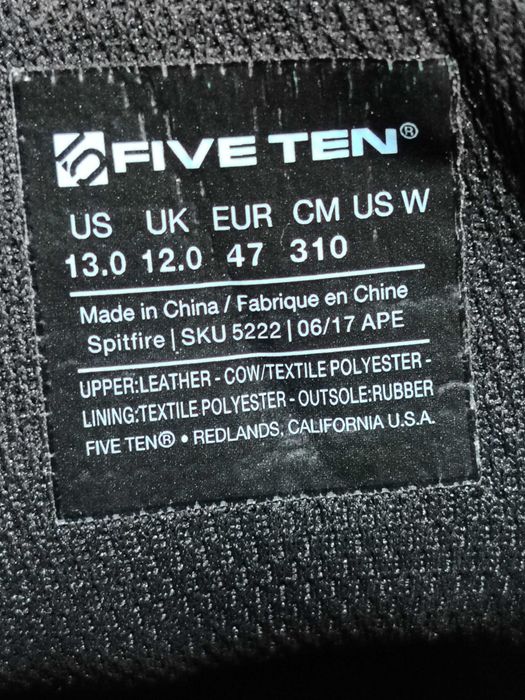 FIVE TEN®
US UK EUR CM US W
13.0 12.0 47 310
Made in China / Fabrique en Chine
Spitfire | SKU 5222 | 06/17 APE
UPPER:LEATHER - COW/TEXTILE POLYESTER -
LINING:TEXTILE POLYESTER - OUTSOLE:RUBBER
FIVE TEN® • REDLANDS, CALIFORNIA U.S.A.